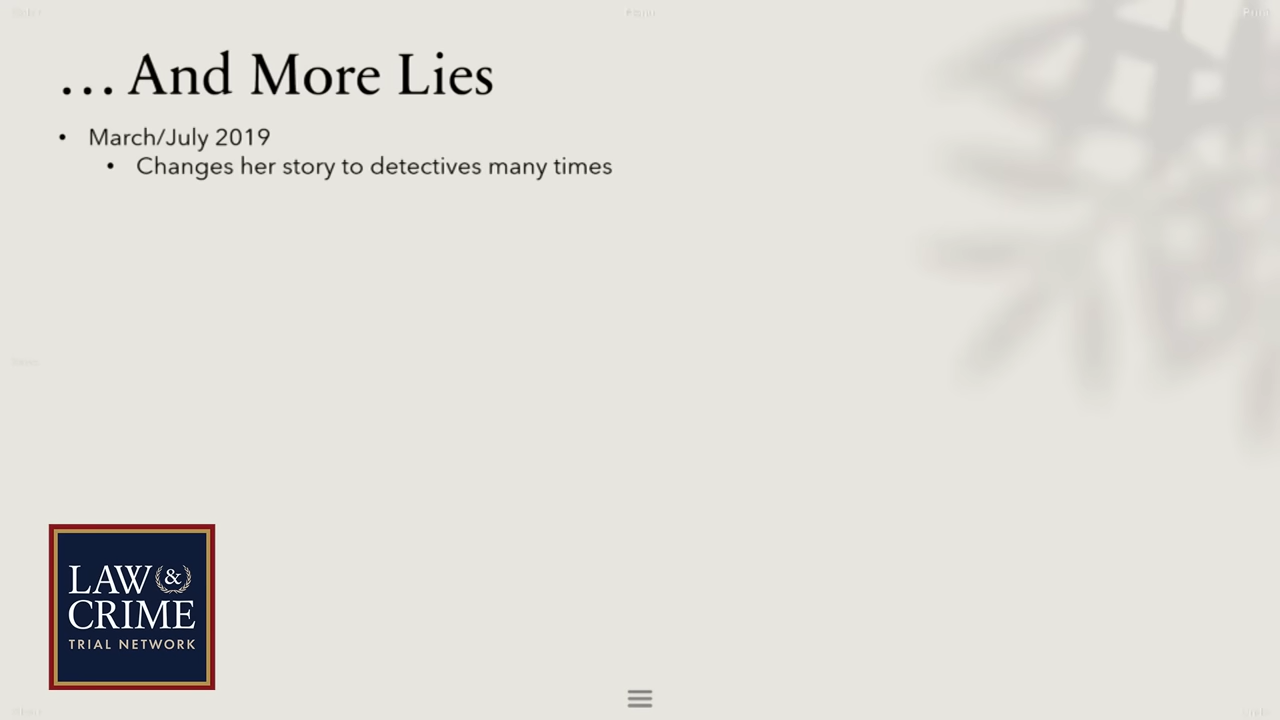 ... And More Lies
• March/July 2019
• Changes her story to detectives many times
LAW &
CRIME
TRIAL NETWORK